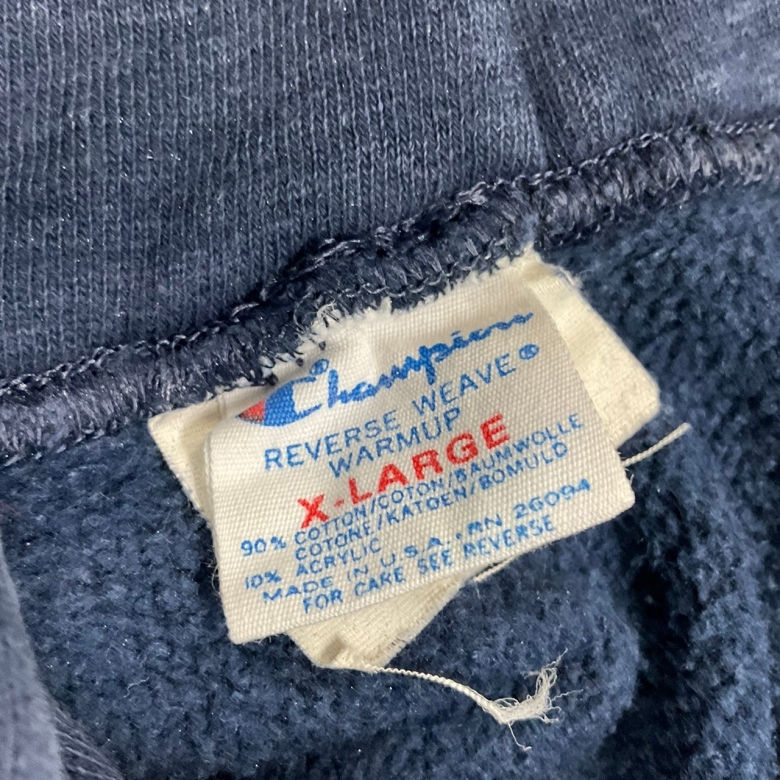 Champion
REVERSE WEAVE®
WARMUP
X-LARGE
90% COTTON/COTON/BAUMWOLLE
COTONE/KATOEN/BOMULD
10% ACRYLIC
MADE IN U.S.A. RN 26094
FOR CARE SEE REVERSE